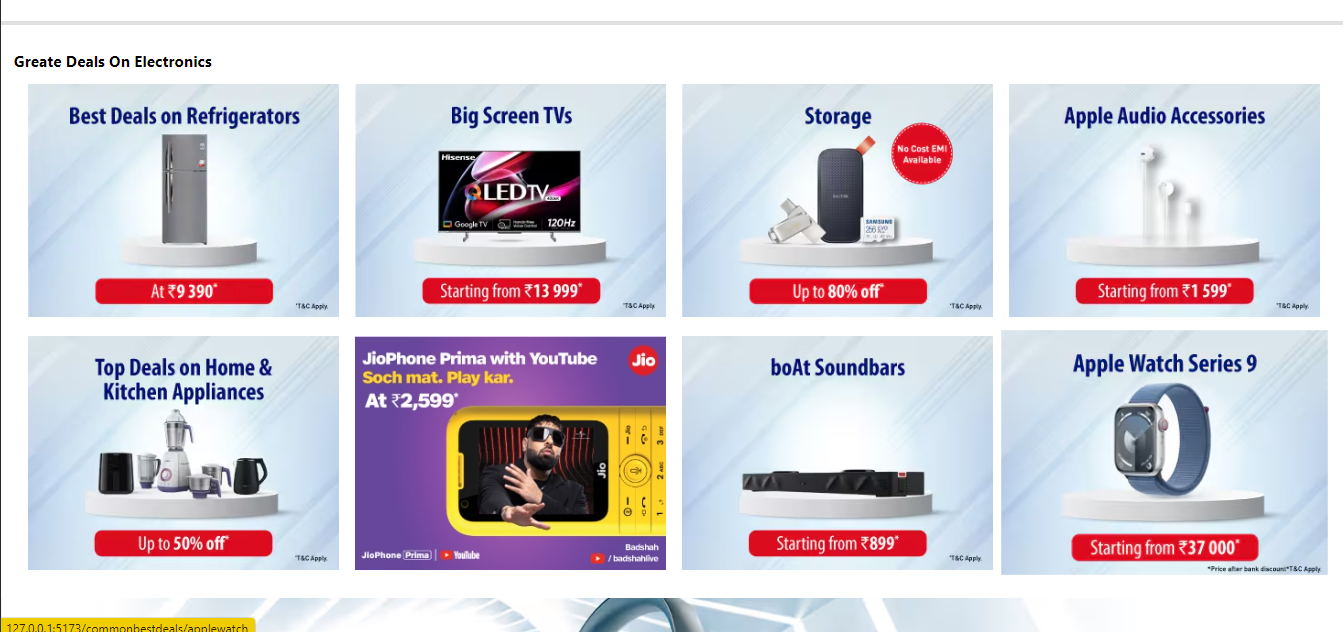 Greate Deals On Electronics
Best Deals on Refrigerators
At ₹9 390*
*T&C Apply.
Big Screen TVs
Hisense
QLED TV
Google TV
120Hz
Starting from ₹13 999*
*T&C Apply.
Storage
No Cost EMI
Available
SAMSUNG
256
Up to 80% off*
*T&C Apply.
Apple Audio Accessories
Starting from ₹1 599*
*T&C Apply.
Top Deals on Home &
Kitchen Appliances
Up to 50% off*
*T&C Apply.
JioPhone Prima with YouTube
Jio
Soch mat. Play kar.
At ₹2,599*
Jio
JioPhone Prima | YouTube
Badshah
/ badshahlive
boAt Soundbars
Starting from ₹899*
*T&C Apply.
Apple Watch Series 9
Starting from ₹37 000*
*Price after bank discount*T&C Apply.
127.0.0.1:5173/commonbestdeals/applewatch